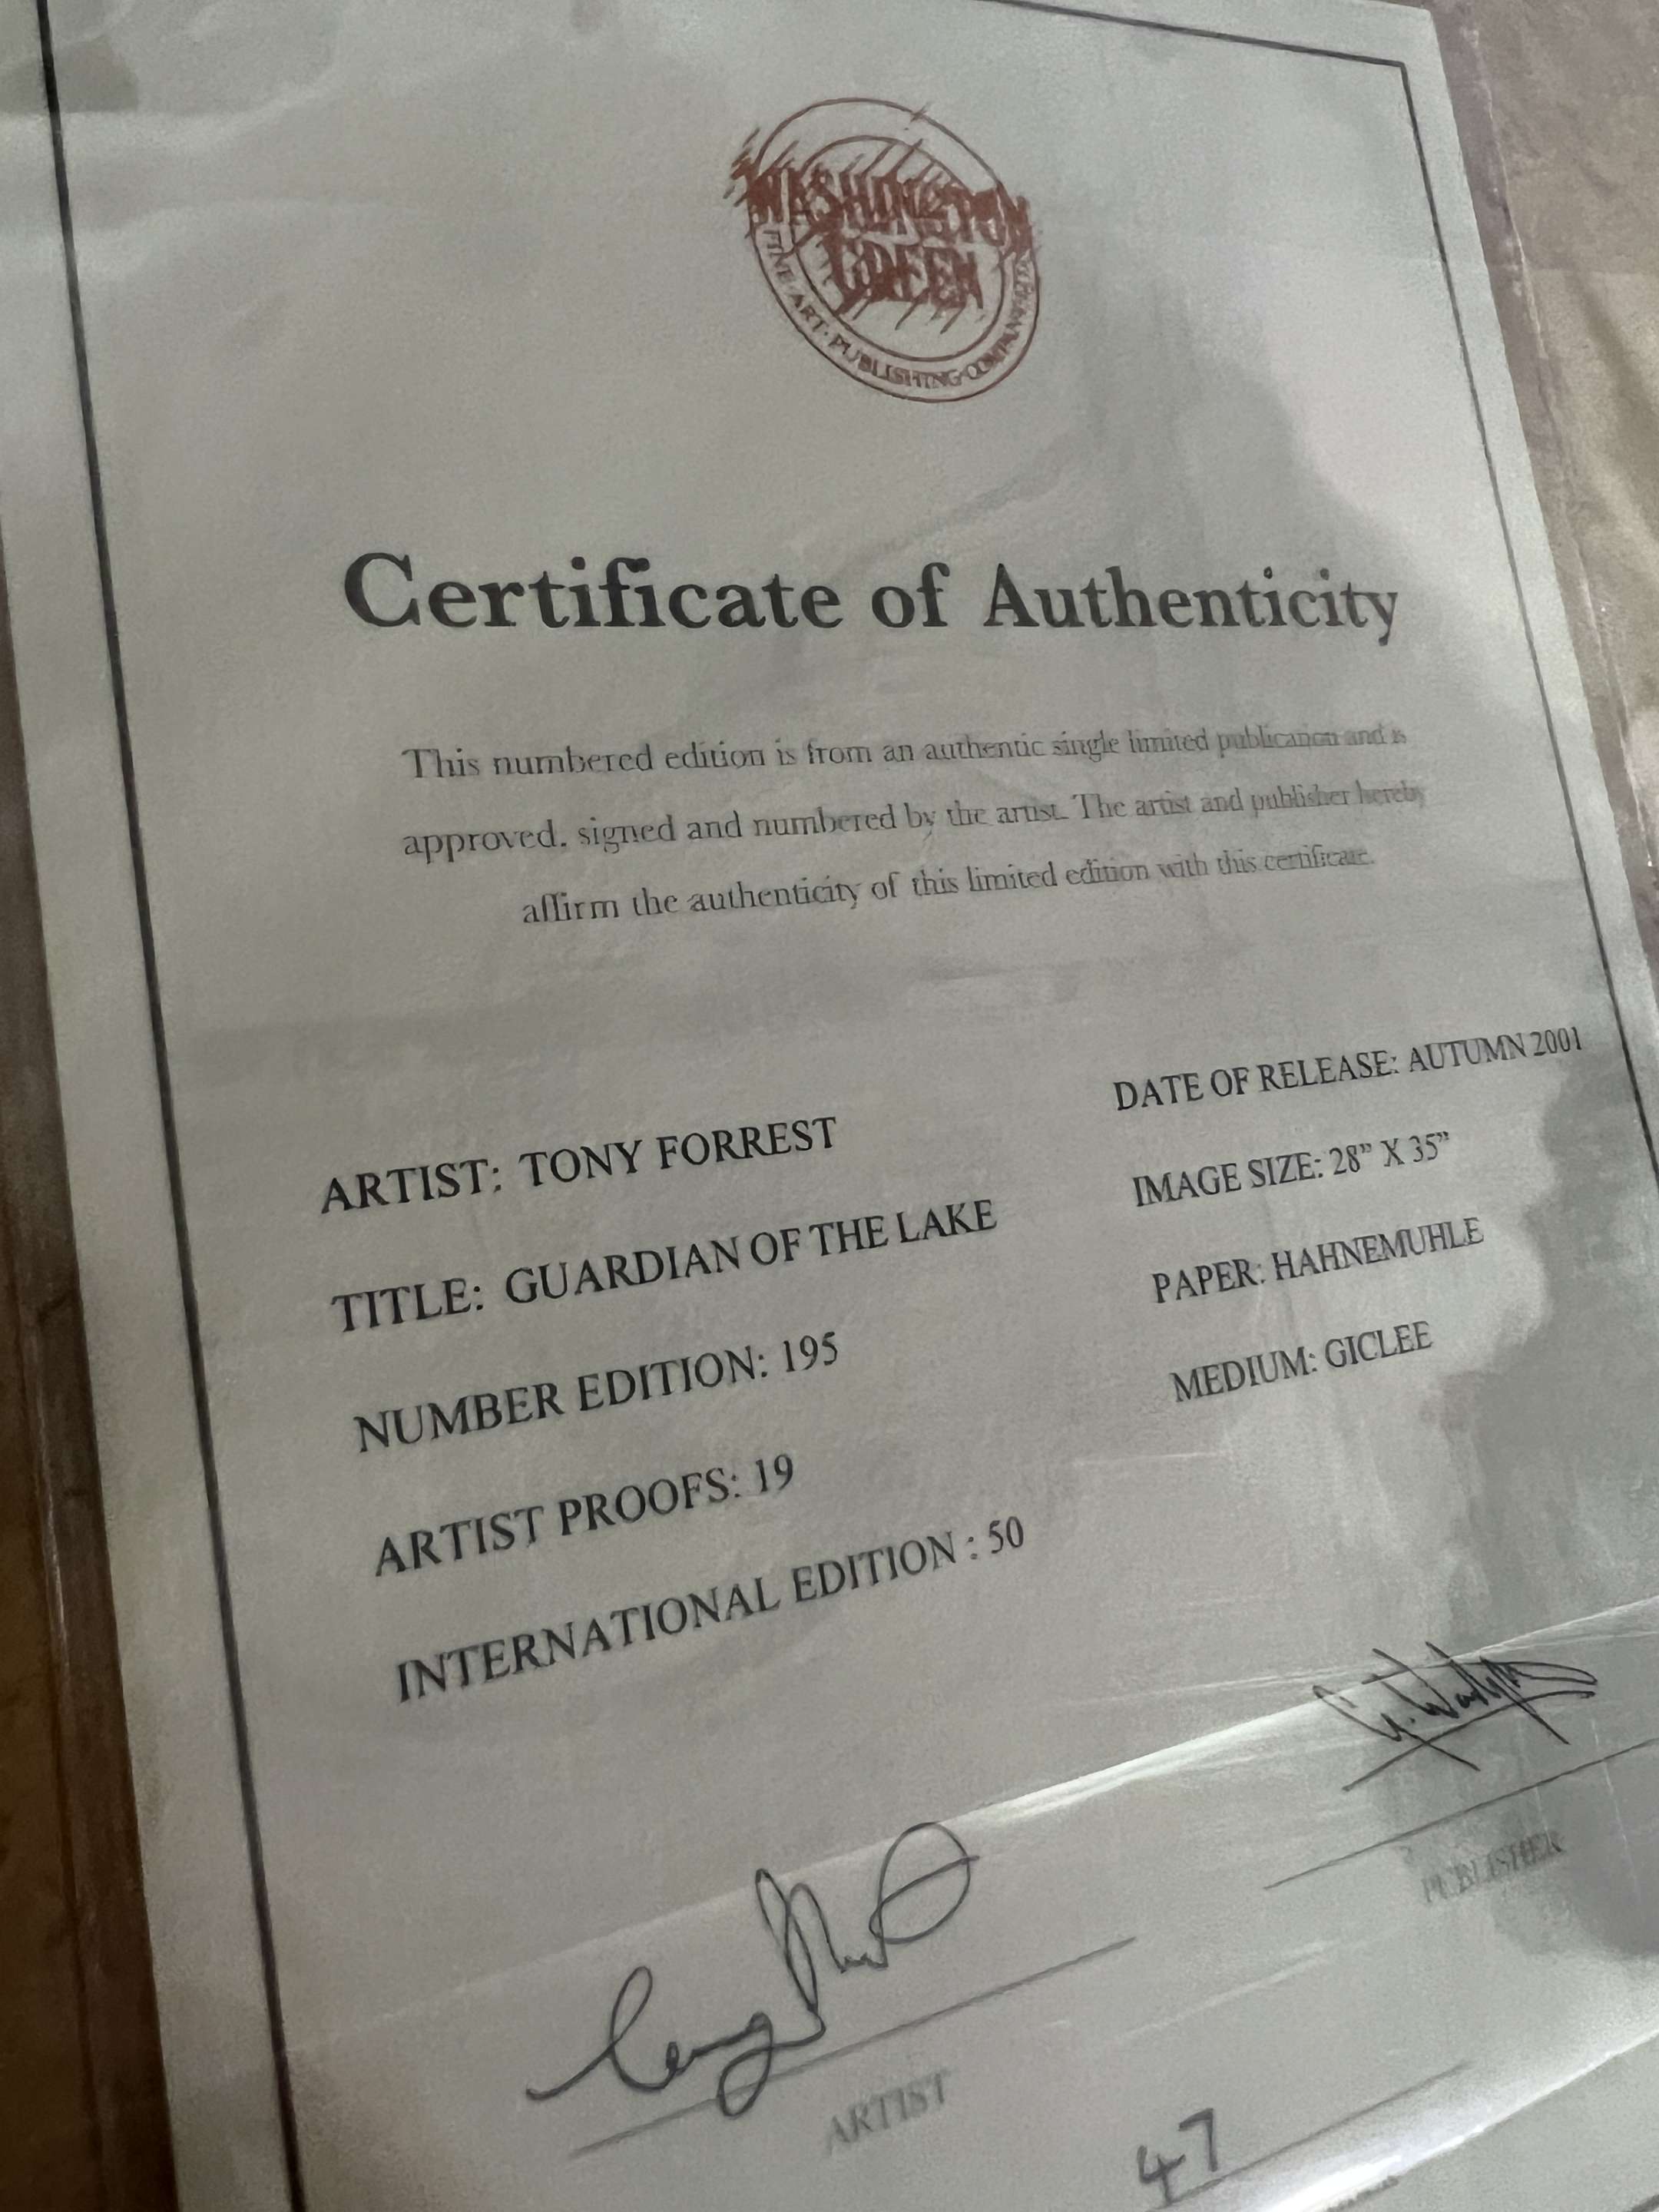 WASHINGTON
GREEN
FINE ART · PUBLISHING · COMPANY
Certificate of Authenticity
This numbered edition is from an authentic single limited publication and is
approved, signed and numbered by the artist. The artist and publisher hereby
affirm the authenticity of this limited edition with this certificate.
ARTIST: TONY FORREST
TITLE: GUARDIAN OF THE LAKE
NUMBER EDITION: 195
ARTIST PROOFS: 19
INTERNATIONAL EDITION : 50
DATE OF RELEASE: AUTUMN 2001
IMAGE SIZE: 28” X 35”
PAPER: HAHNEMUHLE
MEDIUM: GICLEE
ARTIST
PUBLISHER
47